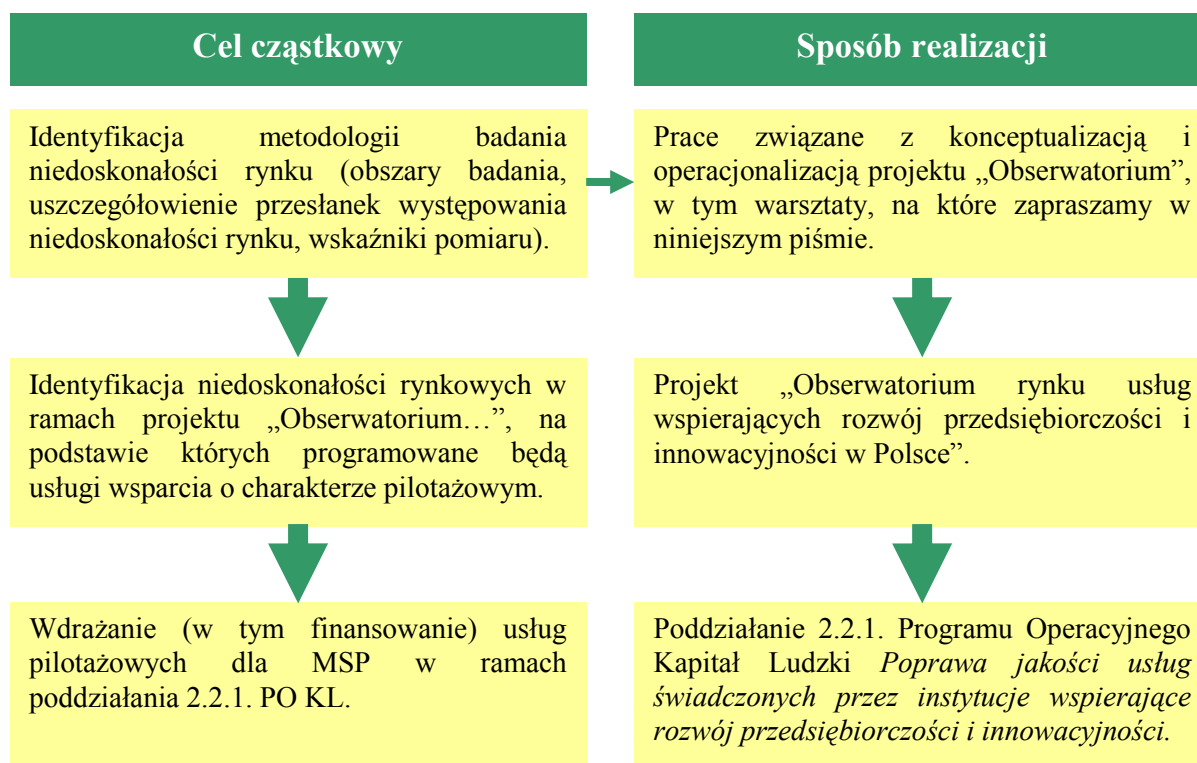 Cel cząstkowy
Sposób realizacji
Identyfikacja metodologii badania
niedoskonałości rynku (obszary badania,
uszczegółowienie przesłanek występowania
niedoskonałości rynku, wskaźniki pomiaru).
Prace związane z konceptualizacją i
operacjonalizacją projektu „Obserwatorium”,
w tym warsztaty, na które zapraszamy w
niniejszym piśmie.
Identyfikacja niedoskonałości rynkowych w
ramach projektu „Obserwatorium…”, na
podstawie których programowane będą
usługi wsparcia o charakterze pilotażowym.
Projekt „Obserwatorium rynku usług
wspierających rozwój przedsiębiorczości i
innowacyjności w Polsce”.
Wdrażanie (w tym finansowanie) usług
pilotażowych dla MSP w ramach
poddziałania 2.2.1. PO KL.
Poddziałanie 2.2.1. Programu Operacyjnego
Kapitał Ludzki Poprawa jakości usług
świadczonych przez instytucje wspierające
rozwój przedsiębiorczości i innowacyjności.